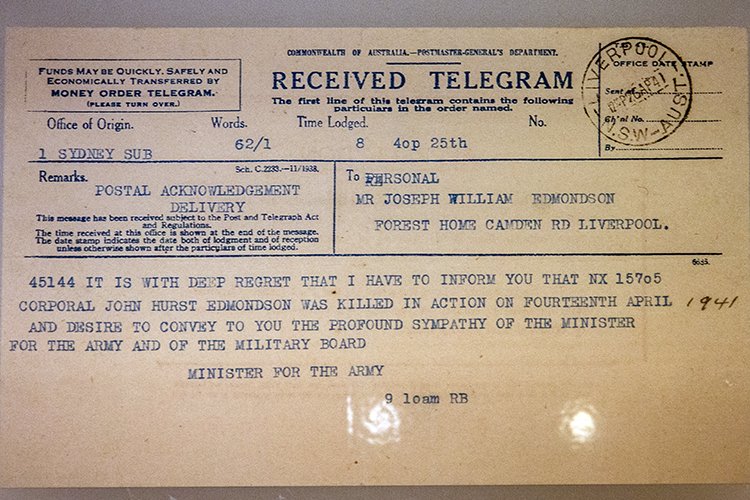 COMMONWEALTH OF AUSTRALIA.—POSTMASTER-GENERAL'S DEPARTMENT.
FUNDS MAY BE QUICKLY, SAFELY AND
ECONOMICALLY TRANSFERRED BY
MONEY ORDER TELEGRAM.
(PLEASE TURN OVER.)
RECEIVED TELEGRAM
The first line of this telegram contains the following
particulars in the order named.
OFFICE DATE STAMP
LIVERPOOL
N.S.W-AUST.
Sent at
Ch'nl No.
By
Office of Origin. Words. Time Lodged. No.
1 SYDNEY SUB 62/1 8 4op 25th
Sch. C.2233.—11/1938.
Remarks.
POSTAL ACKNOWLEDGEMENT
DELIVERY
This message has been received subject to the Post and Telegraph Act
and Regulations.
The time received at this office is shown at the end of the message.
The date stamp indicates the date both of lodgment and of reception
unless otherwise shown after the particulars of time lodged.
To PERSONAL
MR JOSEPH WILLIAM EDMONDSON
FOREST HOME CAMDEN RD LIVERPOOL.
45144 IT IS WITH DEEP REGRET THAT I HAVE TO INFORM YOU THAT NX 157o5
CORPORAL JOHN HURST EDMONDSON WAS KILLED IN ACTION ON FOURTEENTH APRIL 1941
AND DESIRE TO CONVEY TO YOU THE PROFOUND SYMPATHY OF THE MINISTER
FOR THE ARMY AND OF THE MILITARY BOARD
MINISTER FOR THE ARMY
9 1oam RB